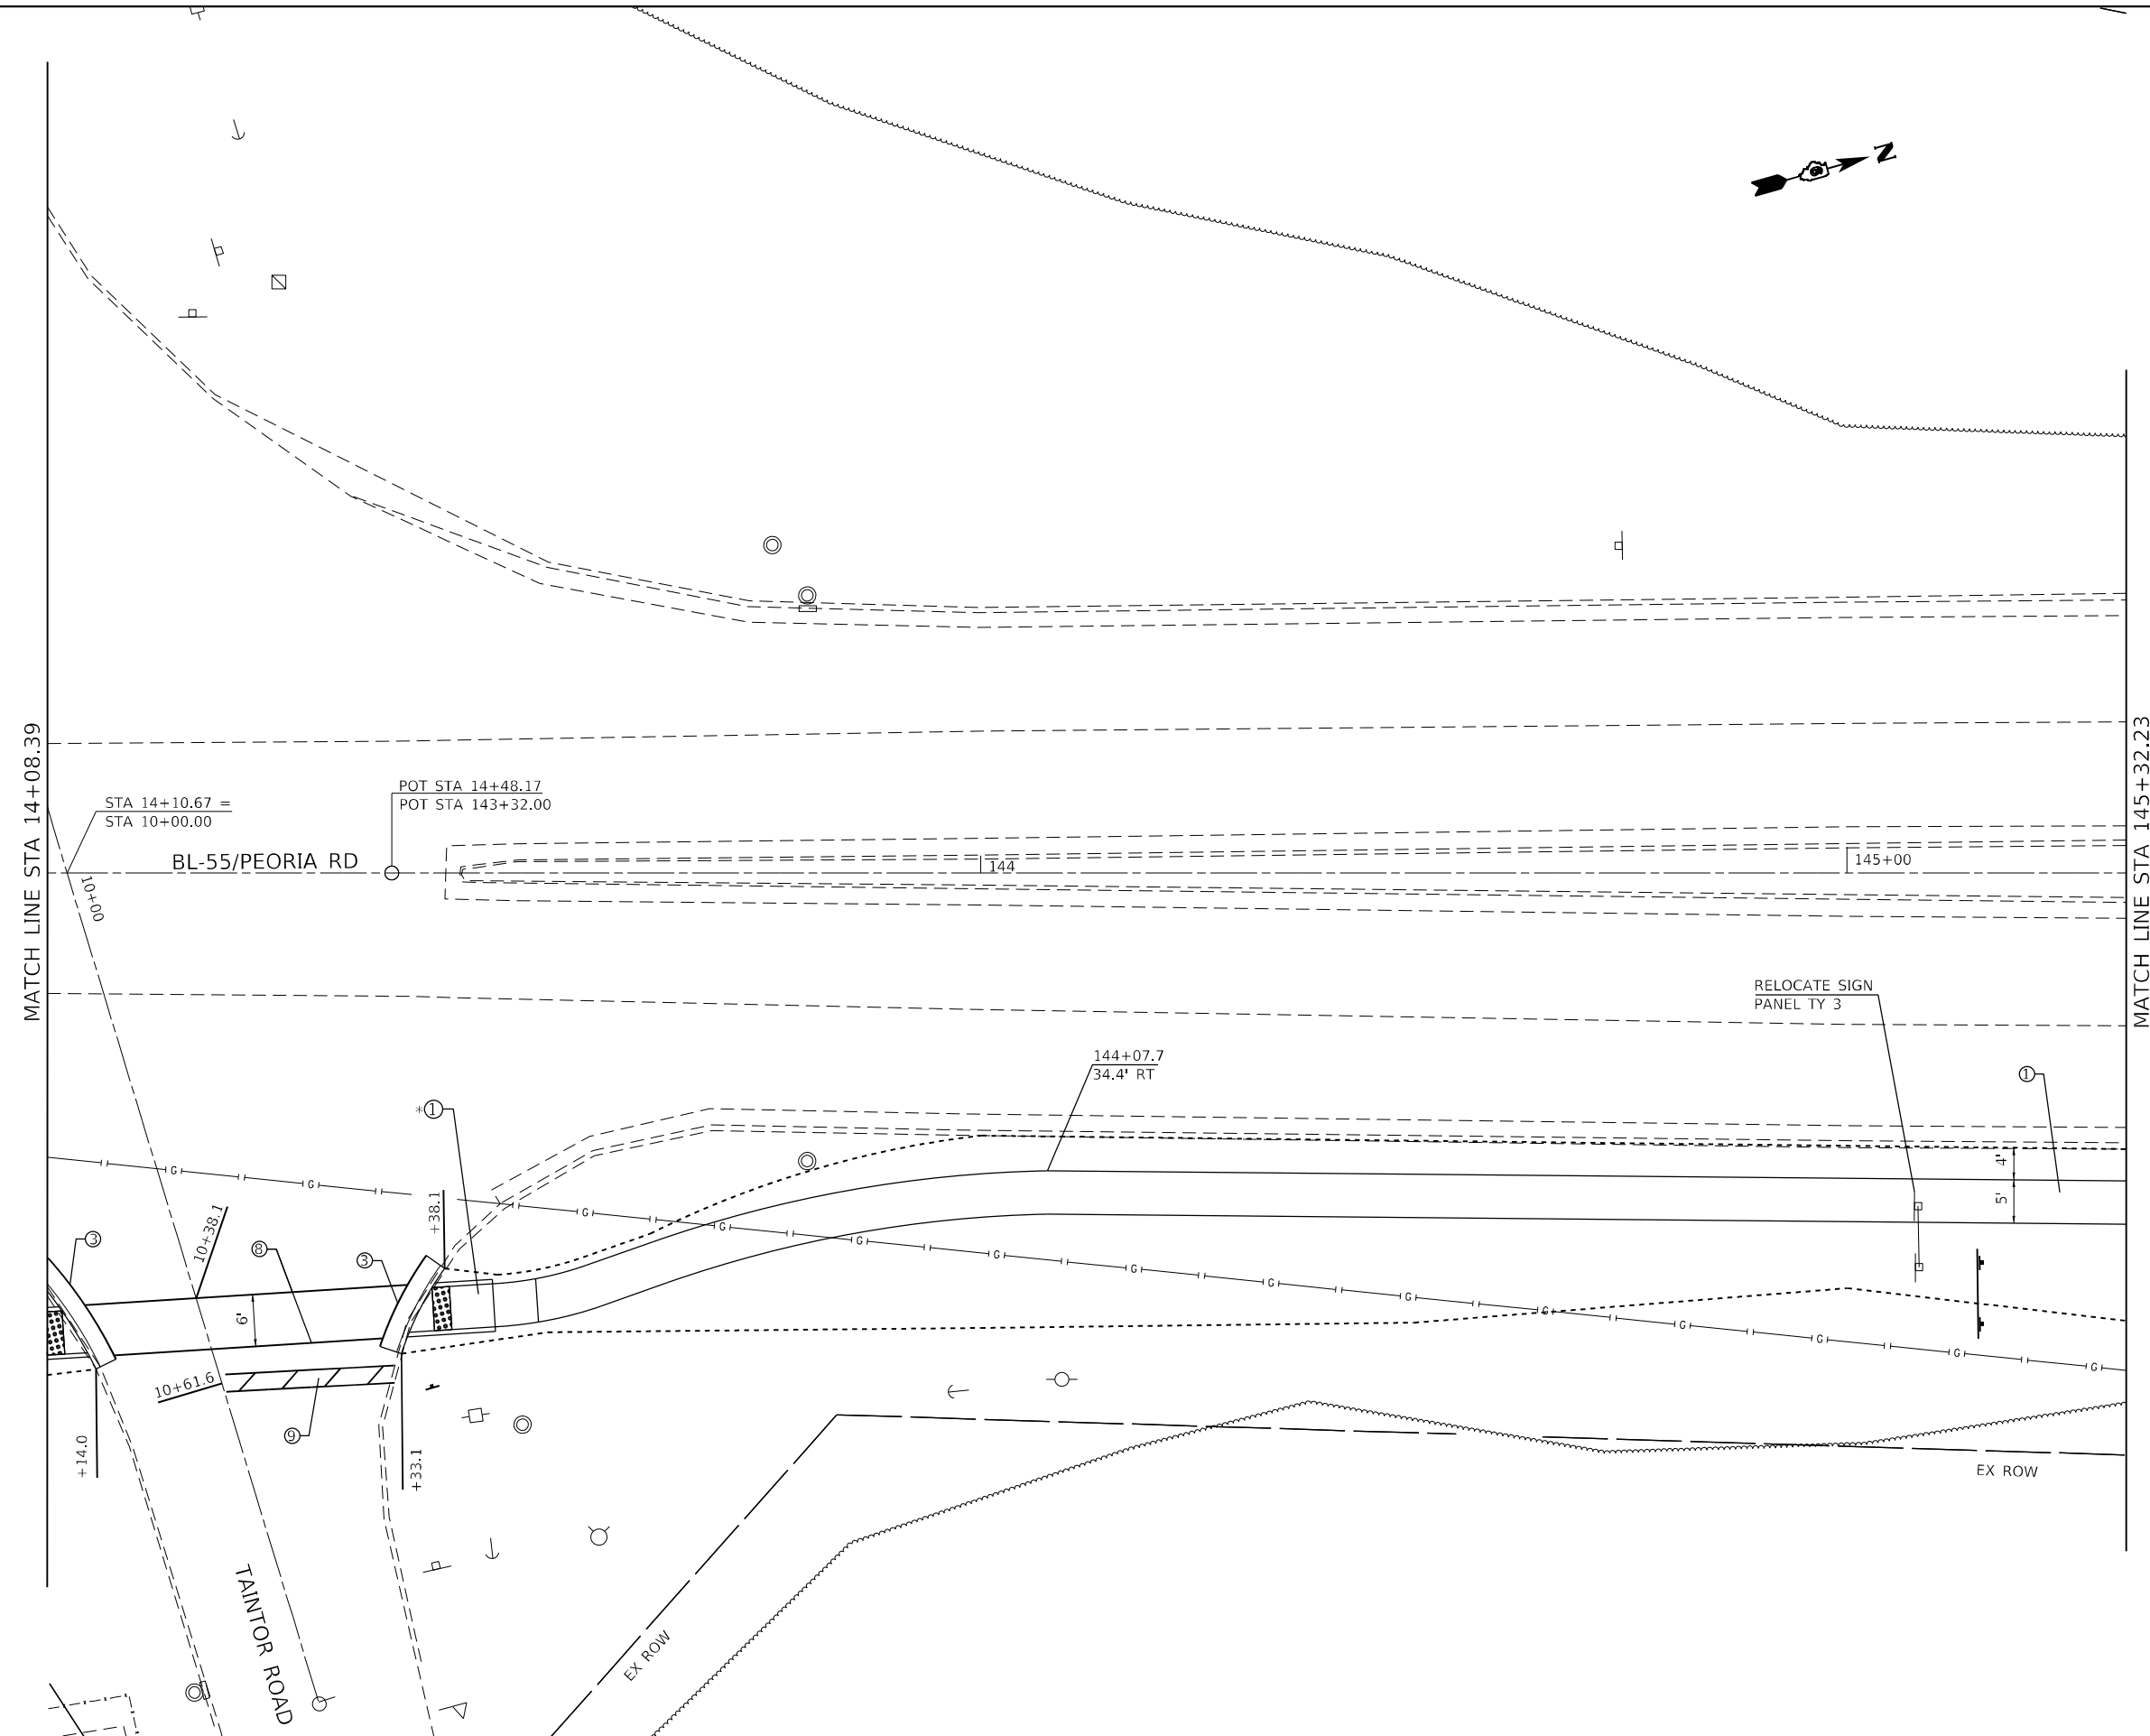 N
MATCH LINE STA 14+08.39
MATCH LINE STA 145+32.23
POT STA 14+48.17
POT STA 143+32.00
STA 14+10.67 =
STA 10+00.00
BL-55/PEORIA RD
10+00
144
145+00
RELOCATE SIGN
PANEL TY 3
144+07.7
34.4' RT
*1
1
4'
5'
G G
+38.1
10+38.1
3
8
3
6'
G G G G G G G G G G G G
10+61.6
9
+14.0
+33.1
EX ROW
EX ROW
TAINTOR ROAD